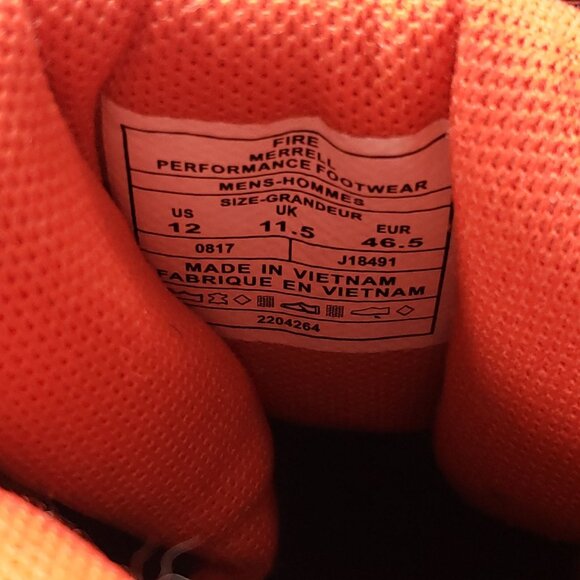 FIRE
MERRELL
PERFORMANCE FOOTWEAR
MENS-HOMMES
SIZE-GRANDEUR
US UK EUR
12 11.5 46.5
0817 J18491
MADE IN VIETNAM
FABRIQUE EN VIETNAM
2204264